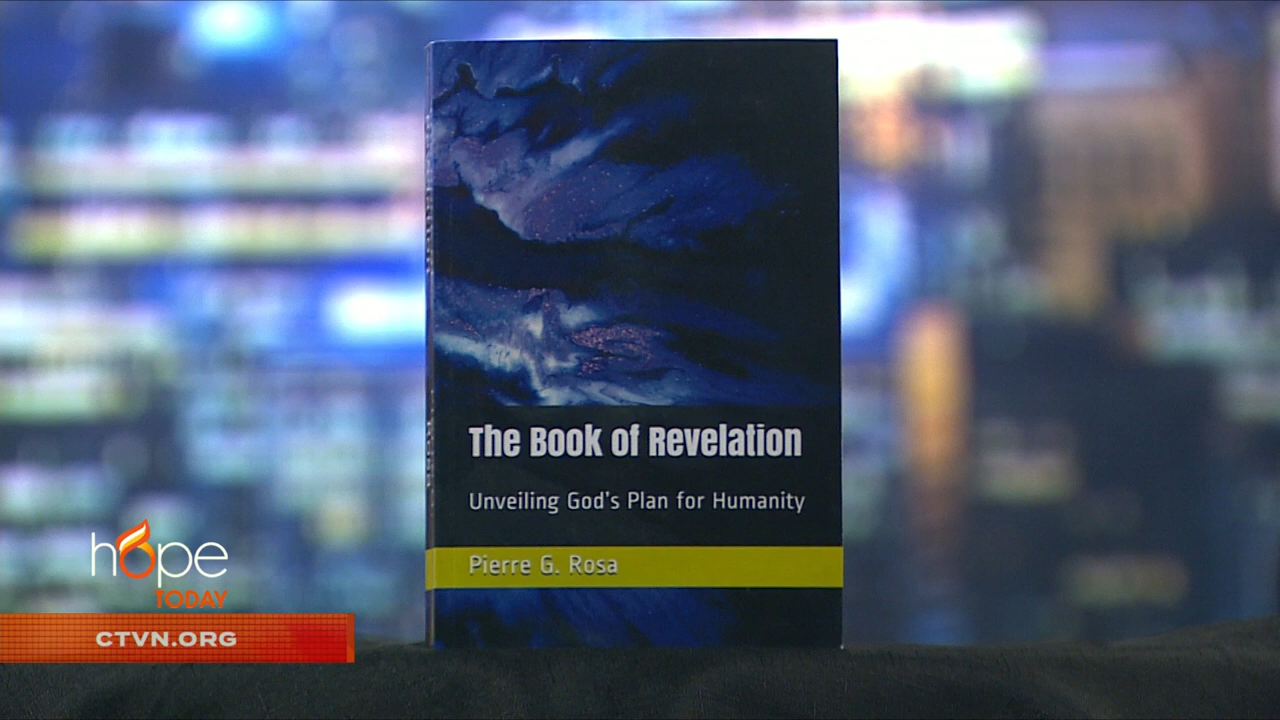 The Book of Revelation
Unveiling God's Plan for Humanity
Pierre G. Rosa
hope
TODAY
CTVN.ORG